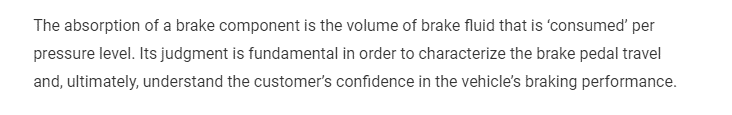 The absorption of a brake component is the volume of brake fluid that is ‘consumed’ per
pressure level. Its judgment is fundamental in order to characterize the brake pedal travel
and, ultimately, understand the customer’s confidence in the vehicle’s braking performance.